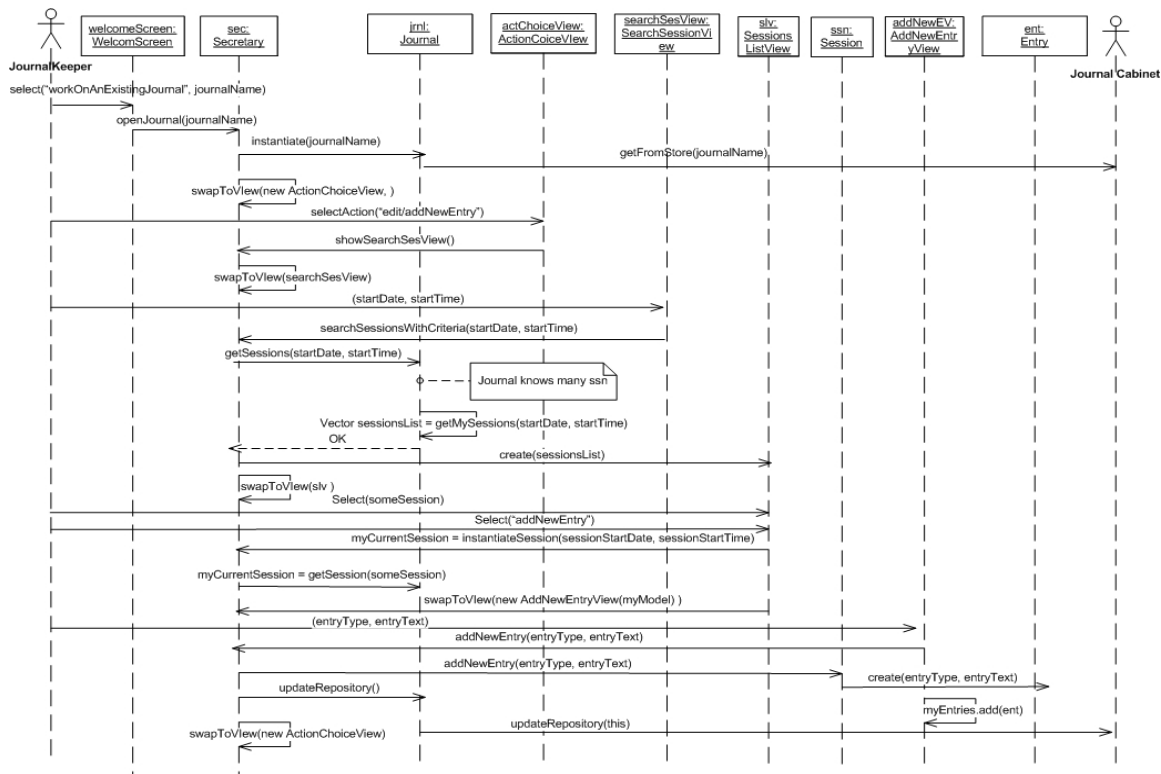 welcomeScreen:
WelcomScreen
sec:
Secretary
jrnl:
Journal
actChoiceView:
ActionCoiceVIew
searchSesView:
SearchSessionVi
ew
slv:
Sessions
ListView
ssn:
Session
addNewEV:
AddNewEntr
yView
ent:
Entry
JournalKeeper
Journal Cabinet
select("workOnAnExistingJournal", journalName)
openJournal(journalName)
instantiate(journalName)
getFromStore(journalName)
swapToVIew(new ActionChoiceView, )
selectAction("edit/addNewEntry")
showSearchSesView()
swapToVIew(searchSesView)
(startDate, startTime)
searchSessionsWithCriteria(startDate, startTime)
getSessions(startDate, startTime)
Journal knows many ssn
Vector sessionsList = getMySessions(startDate, startTime)
OK
create(sessionsList)
swapToVIew(slv )
Select(someSession)
Select("addNewEntry")
myCurrentSession = instantiateSession(sessionStartDate, sessionStartTime)
myCurrentSession = getSession(someSession)
swapToVIew(new AddNewEntryView(myModel) )
(entryType, entryText)
addNewEntry(entryType, entryText)
addNewEntry(entryType, entryText)
create(entryType, entryText)
updateRepository()
myEntries.add(ent)
updateRepository(this)
swapToVIew(new ActionChoiceView)